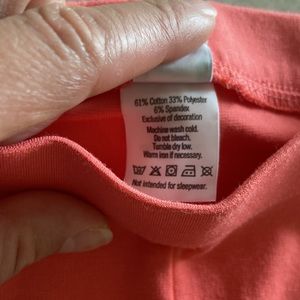 61% Cotton 33% Polyester
6% Spandex
Exclusive of decoration
Machine wash cold.
Do not bleach.
Tumble dry low.
Warm iron if necessary.
Not intended for sleepwear.